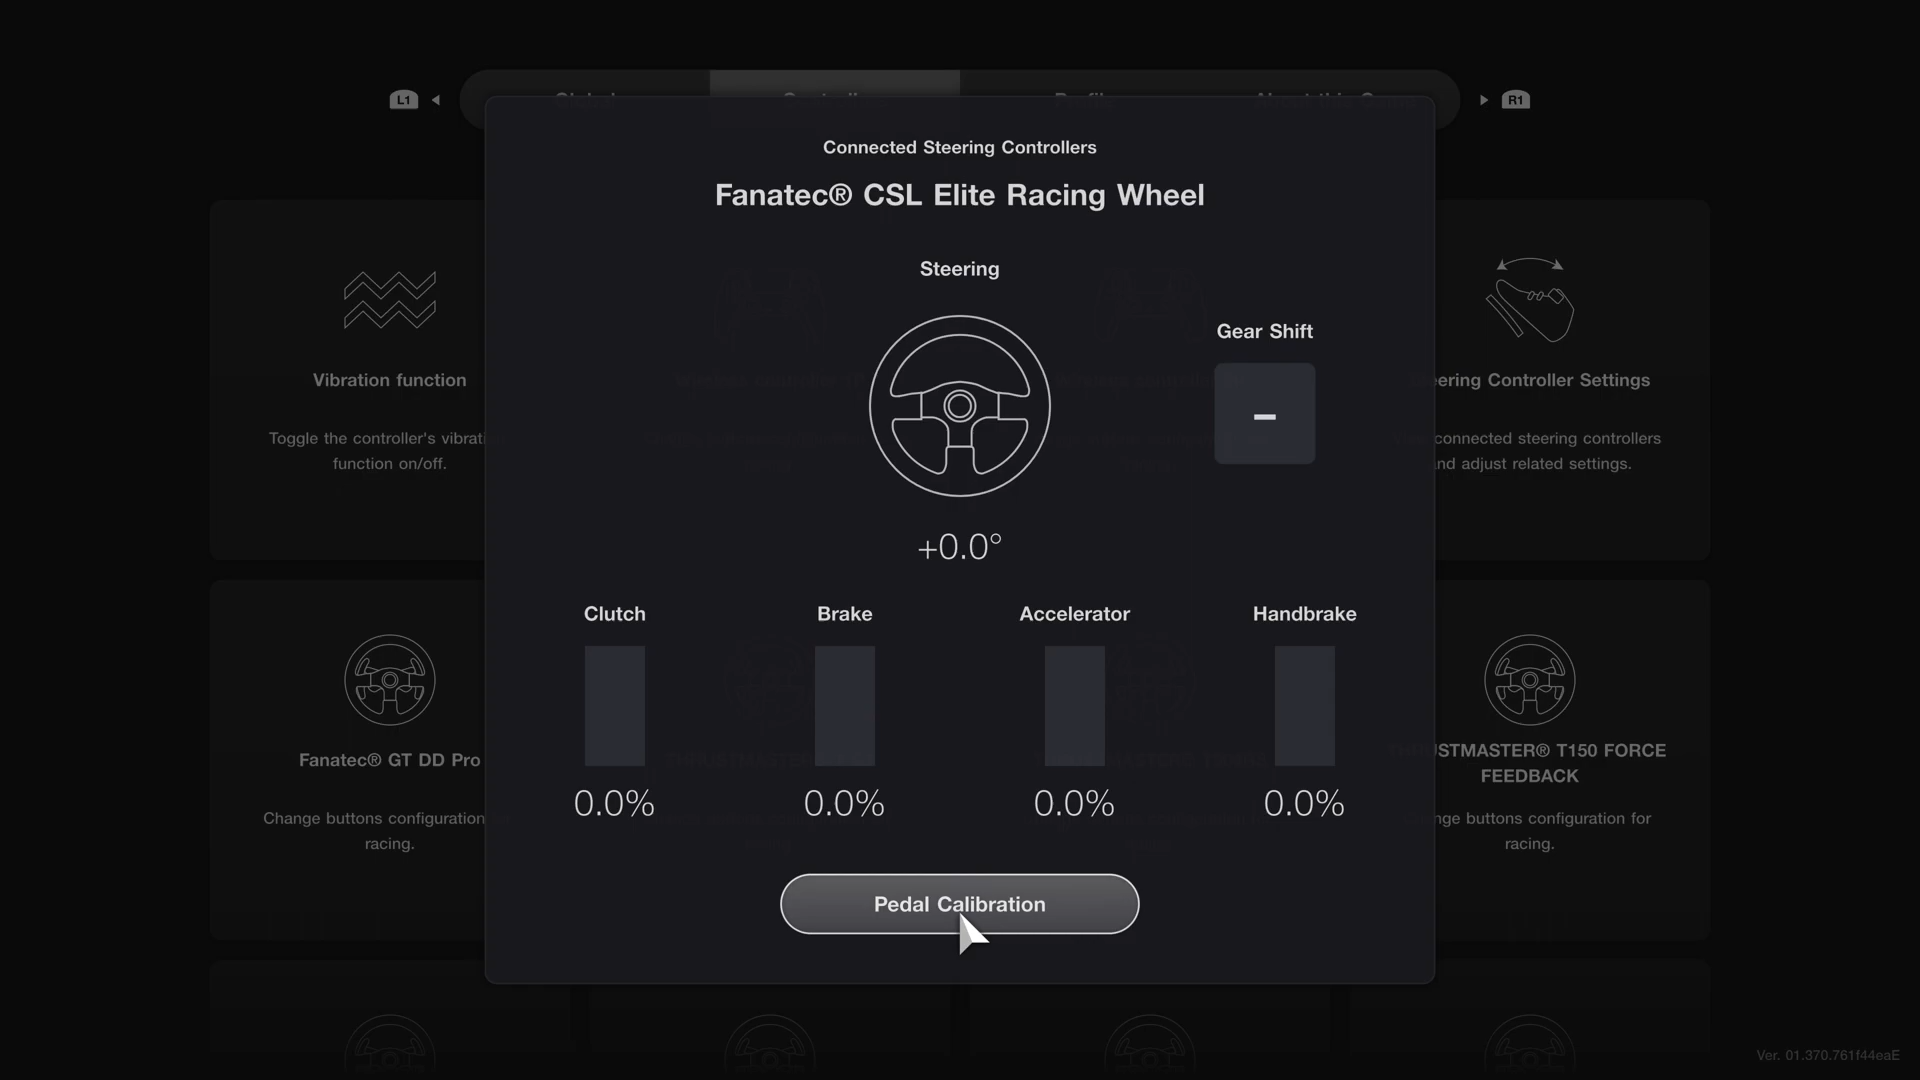 L1
R1
Connected Steering Controllers
Fanatec® CSL Elite Racing Wheel
Steering
Gear Shift
–
+0.0°
Clutch
Brake
Accelerator
Handbrake
0.0%
0.0%
0.0%
0.0%
Pedal Calibration
Vibration function
Toggle the controller's vibrati
function on/off.
eering Controller Settings
connected steering controllers
nd adjust related settings.
Fanatec® GT DD Pro
Change buttons configuration
racing.
STMASTER® T150 FORCE
FEEDBACK
nge buttons configuration for
racing.
Ver. 01.370.761f44eaE